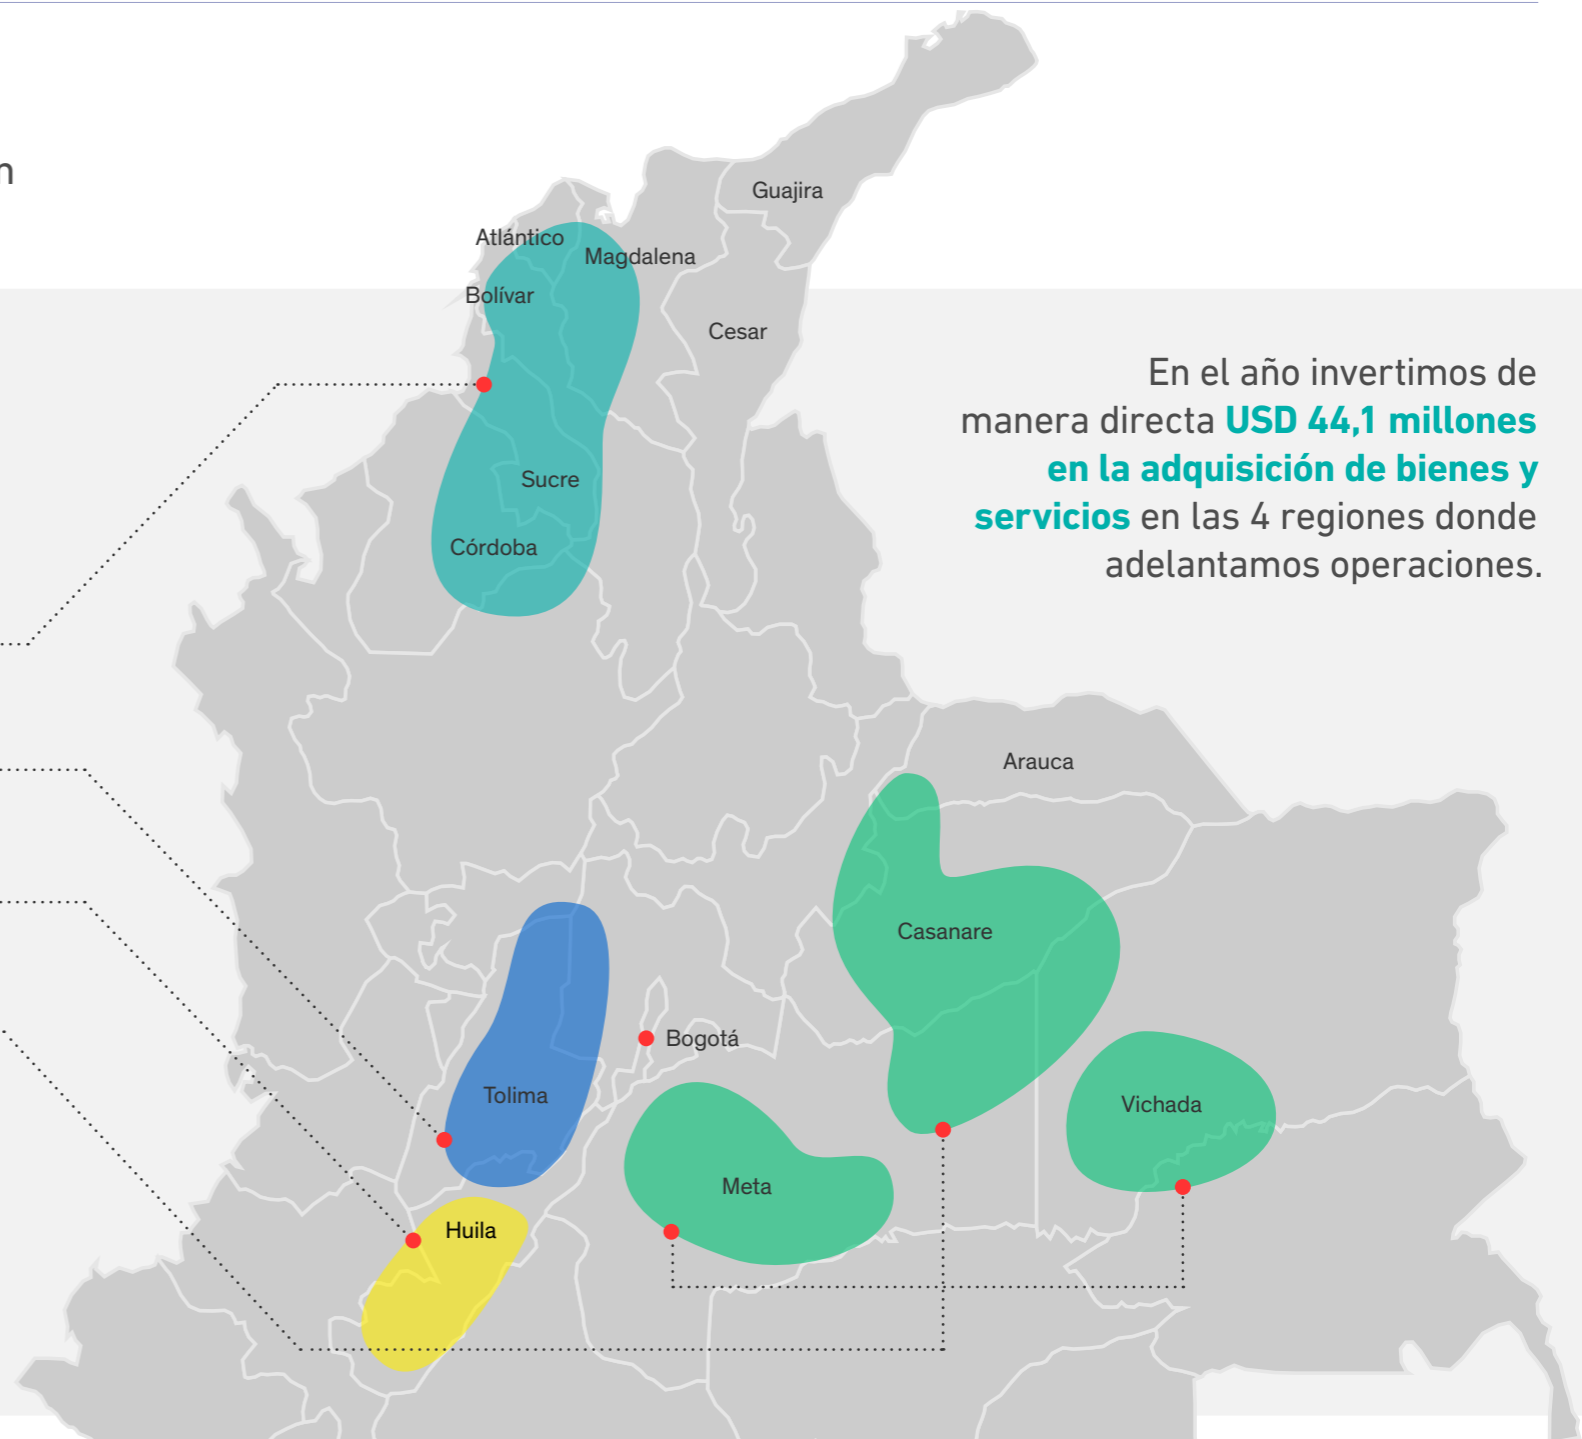 n
Guajira
Atlántico
Magdalena
Bolívar
Cesar
En el año invertimos de
manera directa USD 44,1 millones
en la adquisición de bienes y
servicios en las 4 regiones donde
adelantamos operaciones.
Sucre
Córdoba
Arauca
Casanare
Bogotá
Tolima
Vichada
Meta
Huila